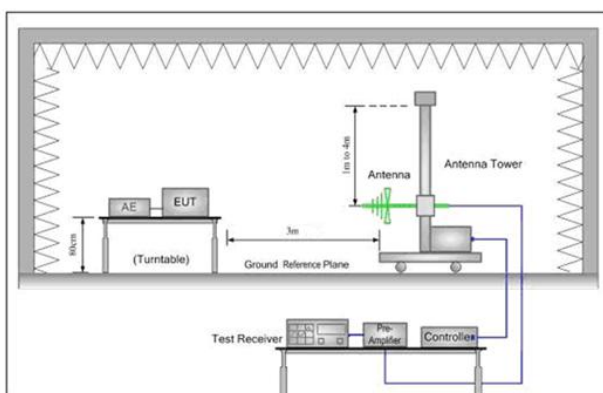 1m to 4m
Antenna
Antenna Tower
AE
EUT
80cm
(Turntable)
3m
Ground Reference Plane
Test Receiver
Pre-
Amplifier
Controller